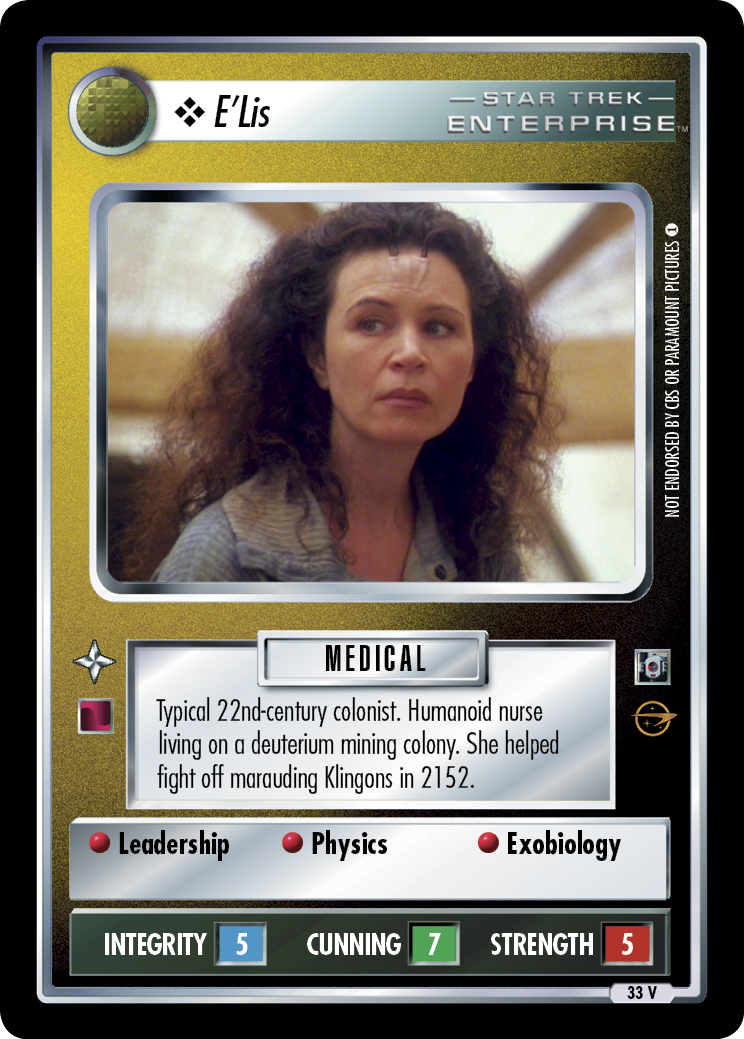 ❖ E'Lis
STAR TREK
ENTERPRISE™
NOT ENDORSED BY CBS OR PARAMOUNT PICTURES 1
MEDICAL
Typical 22nd-century colonist. Humanoid nurse
living on a deuterium mining colony. She helped
fight off marauding Klingons in 2152.
Leadership Physics Exobiology
INTEGRITY 5 CUNNING 7 STRENGTH 5
33 V